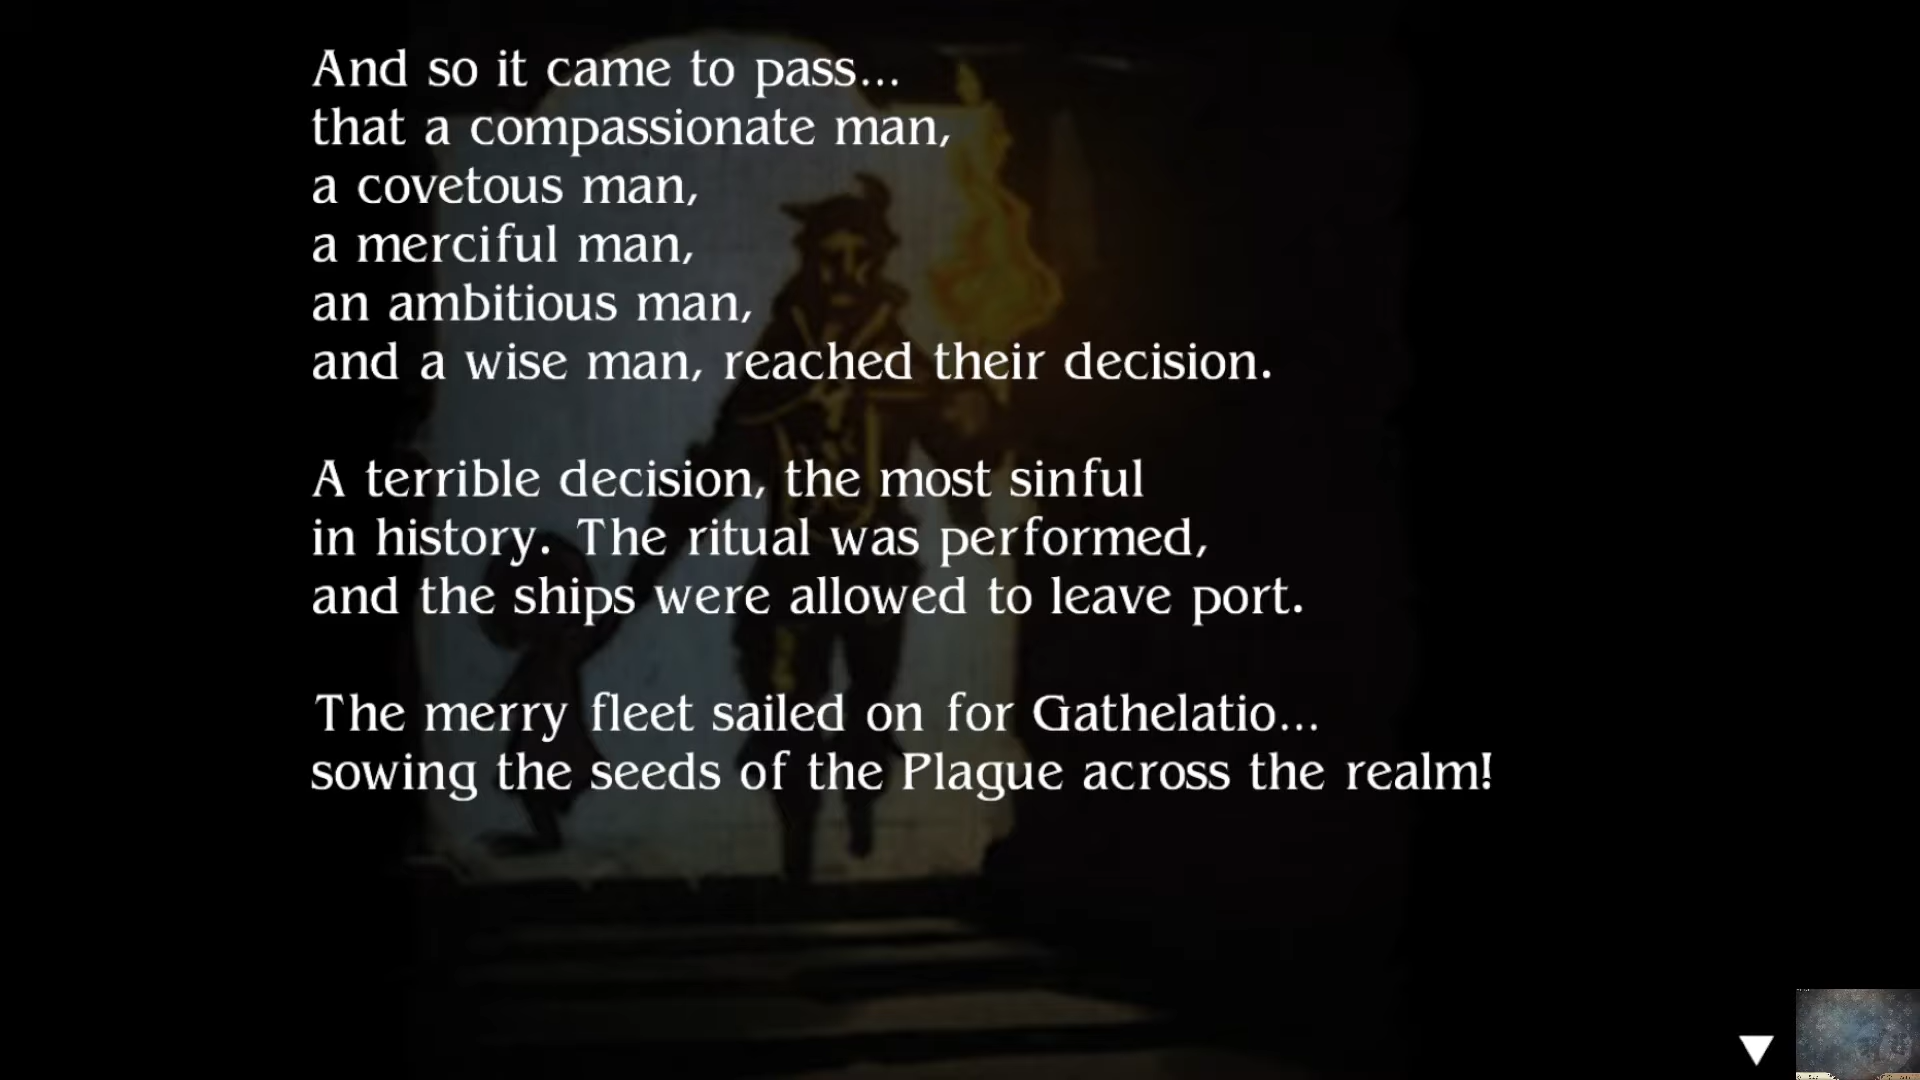 And so it came to pass...
that a compassionate man,
a covetous man,
a merciful man,
an ambitious man,
and a wise man, reached their decision.
A terrible decision, the most sinful
in history. The ritual was performed,
and the ships were allowed to leave port.
The merry fleet sailed on for Gathelatio...
sowing the seeds of the Plague across the realm!